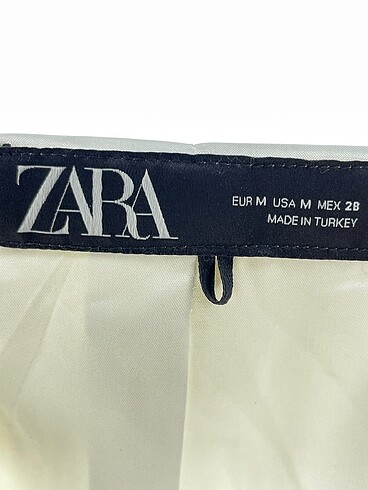 ZARA
EUR M USA M MEX 28
MADE IN TURKEY